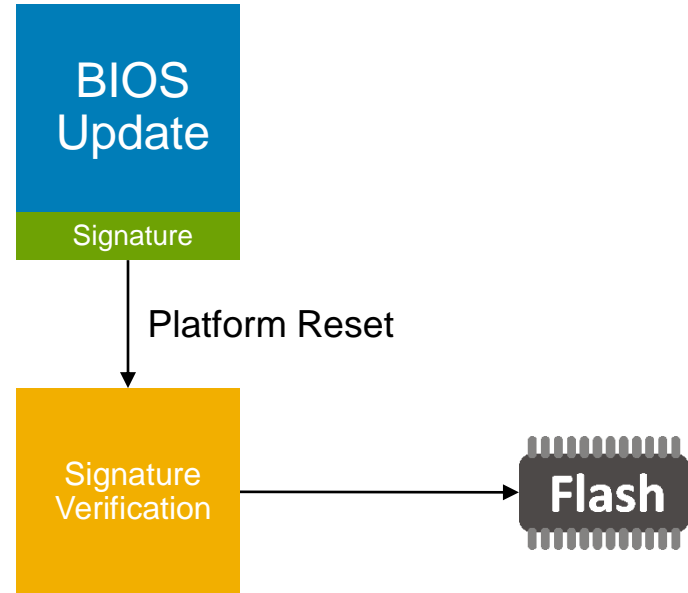 BIOS
Update
Signature
Platform Reset
Signature
Verification
Flash